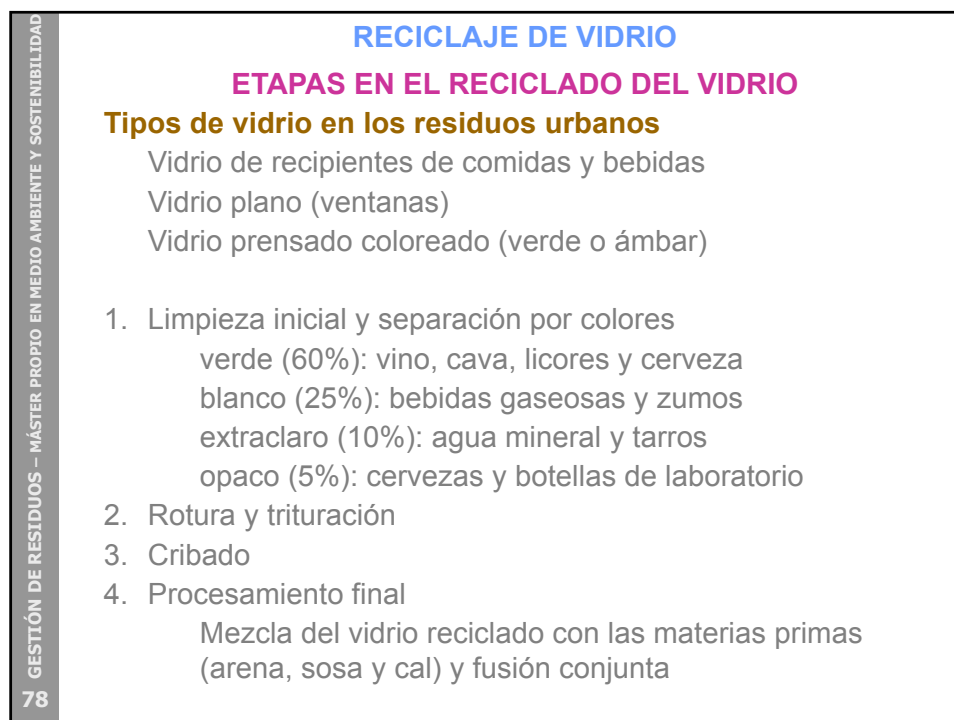 RECICLAJE DE VIDRIO
ETAPAS EN EL RECICLADO DEL VIDRIO
Tipos de vidrio en los residuos urbanos
Vidrio de recipientes de comidas y bebidas
Vidrio plano (ventanas)
Vidrio prensado coloreado (verde o ámbar)
1. Limpieza inicial y separación por colores
verde (60%): vino, cava, licores y cerveza
blanco (25%): bebidas gaseosas y zumos
extraclaro (10%): agua mineral y tarros
opaco (5%): cervezas y botellas de laboratorio
2. Rotura y trituración
3. Cribado
4. Procesamiento final
Mezcla del vidrio reciclado con las materias primas
(arena, sosa y cal) y fusión conjunta
GESTIÓN DE RESIDUOS – MÁSTER PROPIO EN MEDIO AMBIENTE Y SOSTENIBILIDAD
78